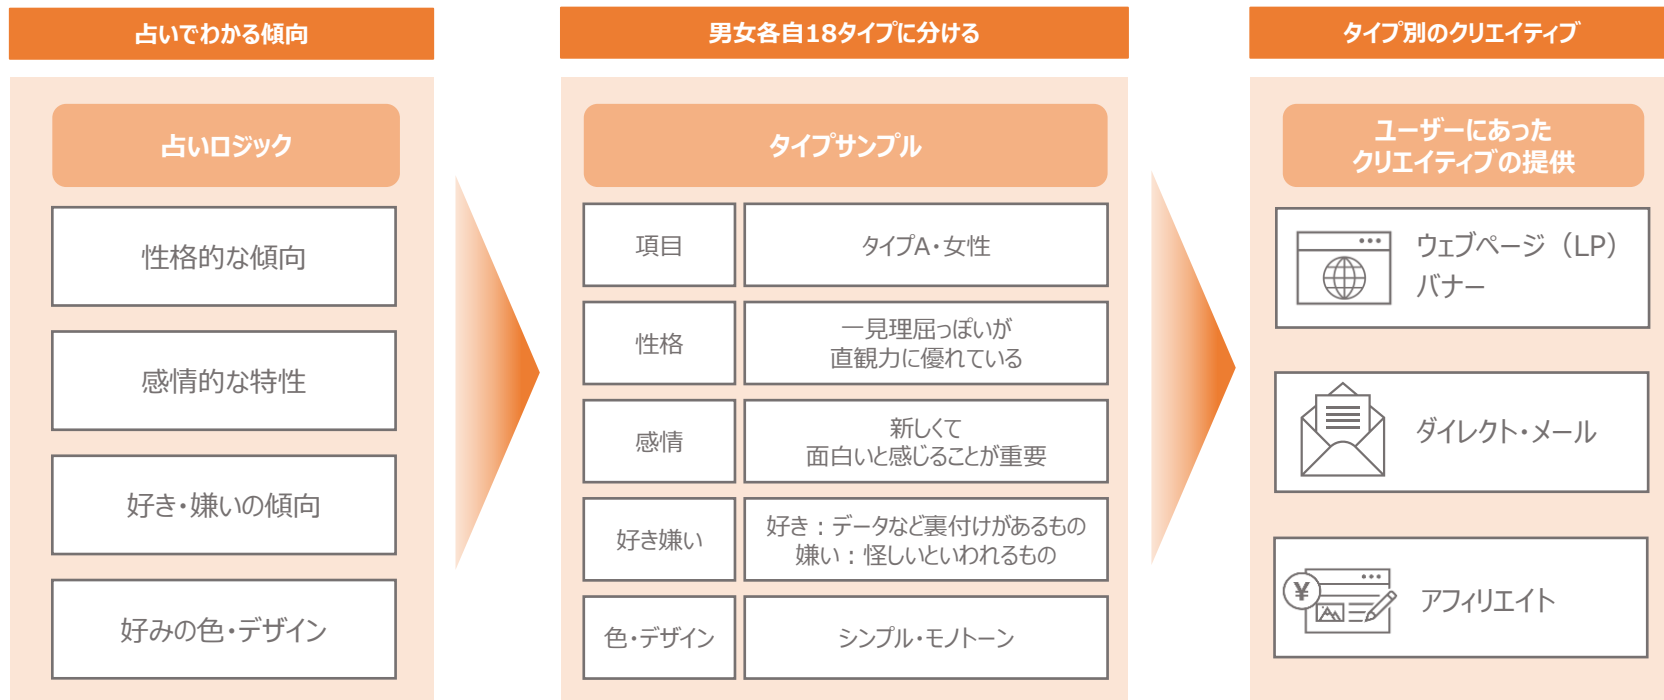 占いでわかる傾向
占いロジック
性格的な傾向
感情的な特性
好き・嫌いの傾向
好みの色・デザイン
男女各自18タイプに分ける
タイプサンプル
項目
タイプA・女性
性格
一見理屈っぽいが
直観力に優れている
感情
新しくて
面白いと感じることが重要
好き嫌い
好き：データなど裏付けがあるもの
嫌い：怪しいといわれるもの
色・デザイン
シンプル・モノトーン
タイプ別のクリエイティブ
ユーザーにあった
クリエイティブの提供
ウェブページ（LP）
バナー
ダイレクト・メール
¥
アフィリエイト